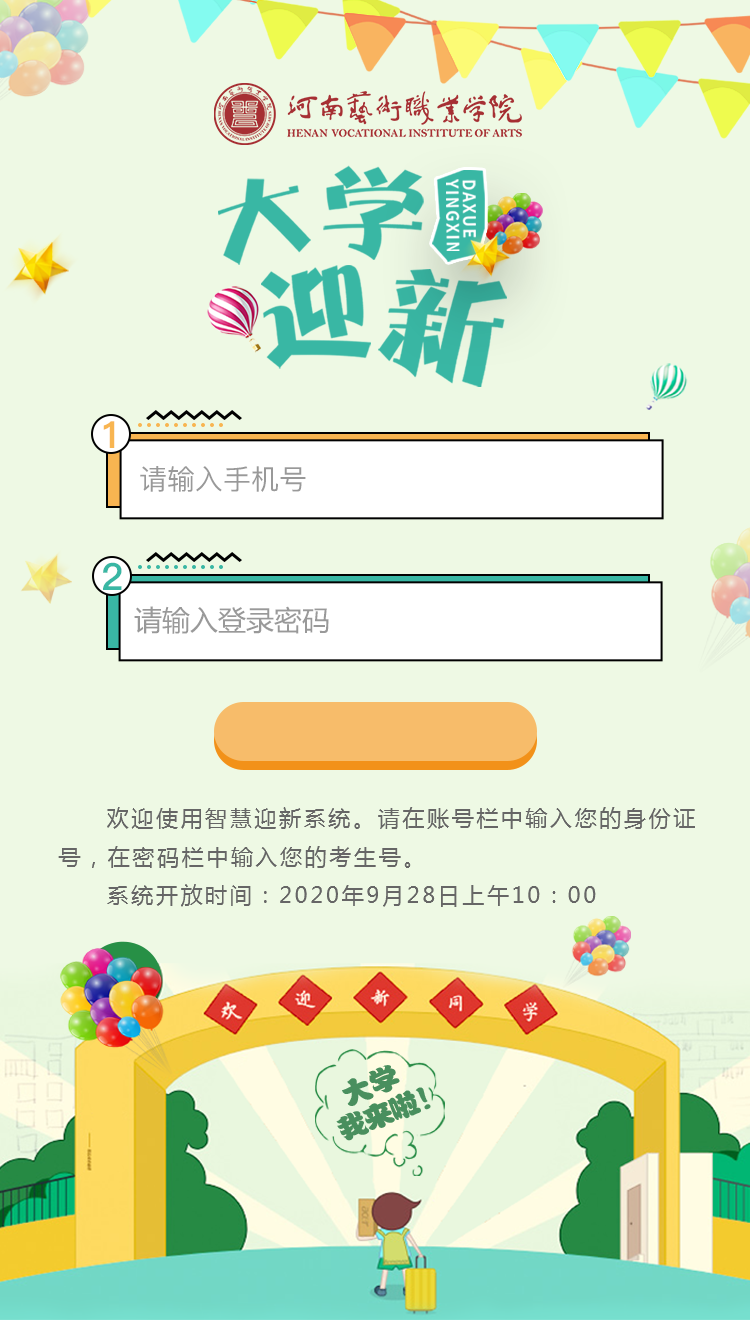 河南藝術職業学院
HENAN VOCATIONAL INSTITUTE OF ARTS
大学
DAXUE
YINGXIN
迎新
1
请输入手机号
2
请输入登录密码
欢迎使用智慧迎新系统。请在账号栏中输入您的身份证
号，在密码栏中输入您的考生号。
系统开放时间：2020年9月28日上午10：00
欢迎新同学
大学
我来啦！